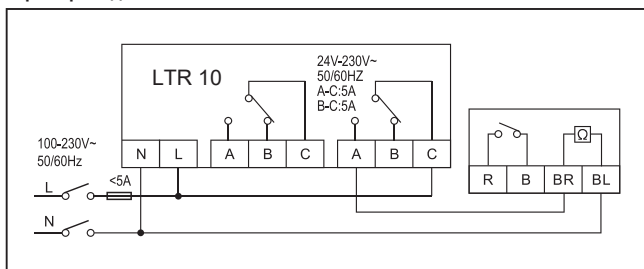 LTR 10
24V-230V~
50/60HZ
A-C:5A
B-C:5A
100-230V~
50/60Hz
N L A B C A B C
L <5A
N
Ω
R B BR BL